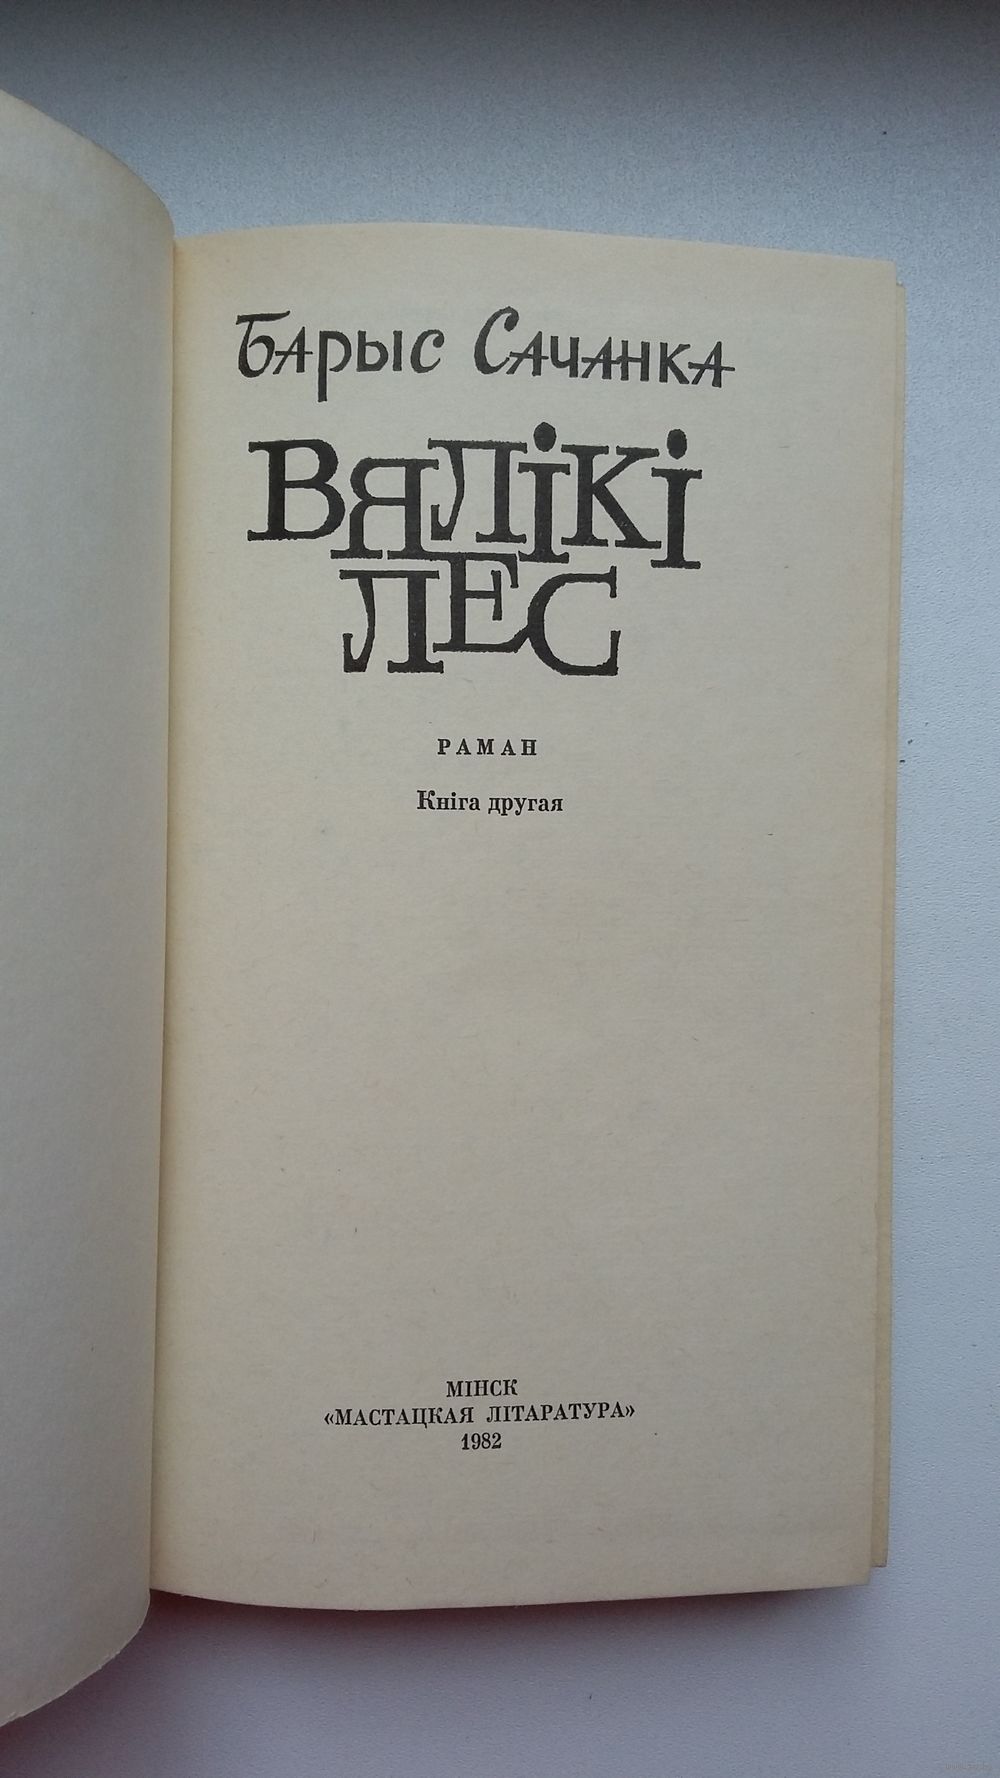 Барыс Сачанка
ВЯЛІКІ
ЛЕС
РАМАН
Кніга другая
МІНСК
«МАСТАЦКАЯ ЛІТАРАТУРА»
1982